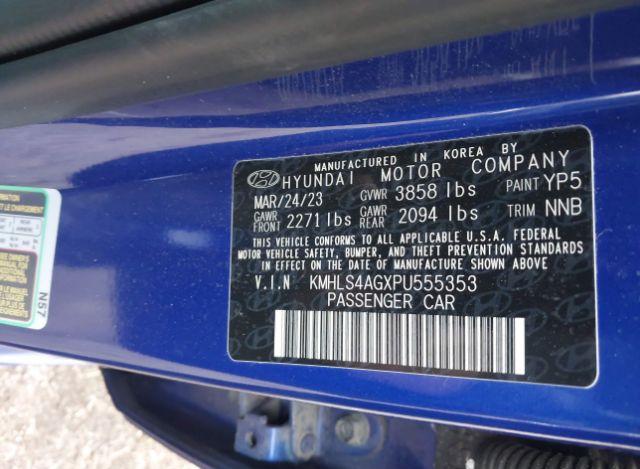 MANUFACTURED IN KOREA BY
HYUNDAI MOTOR COMPANY
MAR/24/23 GVWR 3858 lbs PAINT YP5
GAWR FRONT 2271 lbs GAWR REAR 2094 lbs TRIM NNB
THIS VEHICLE CONFORMS TO ALL APPLICABLE U.S.A. FEDERAL
MOTOR VEHICLE SAFETY, BUMPER, AND THEFT PREVENTION STANDARDS
IN EFFECT ON THE DATE OF MANUFACTURE SHOWN ABOVE.
V.I.N KMHLS4AGXPU555353
PASSENGER CAR
N57